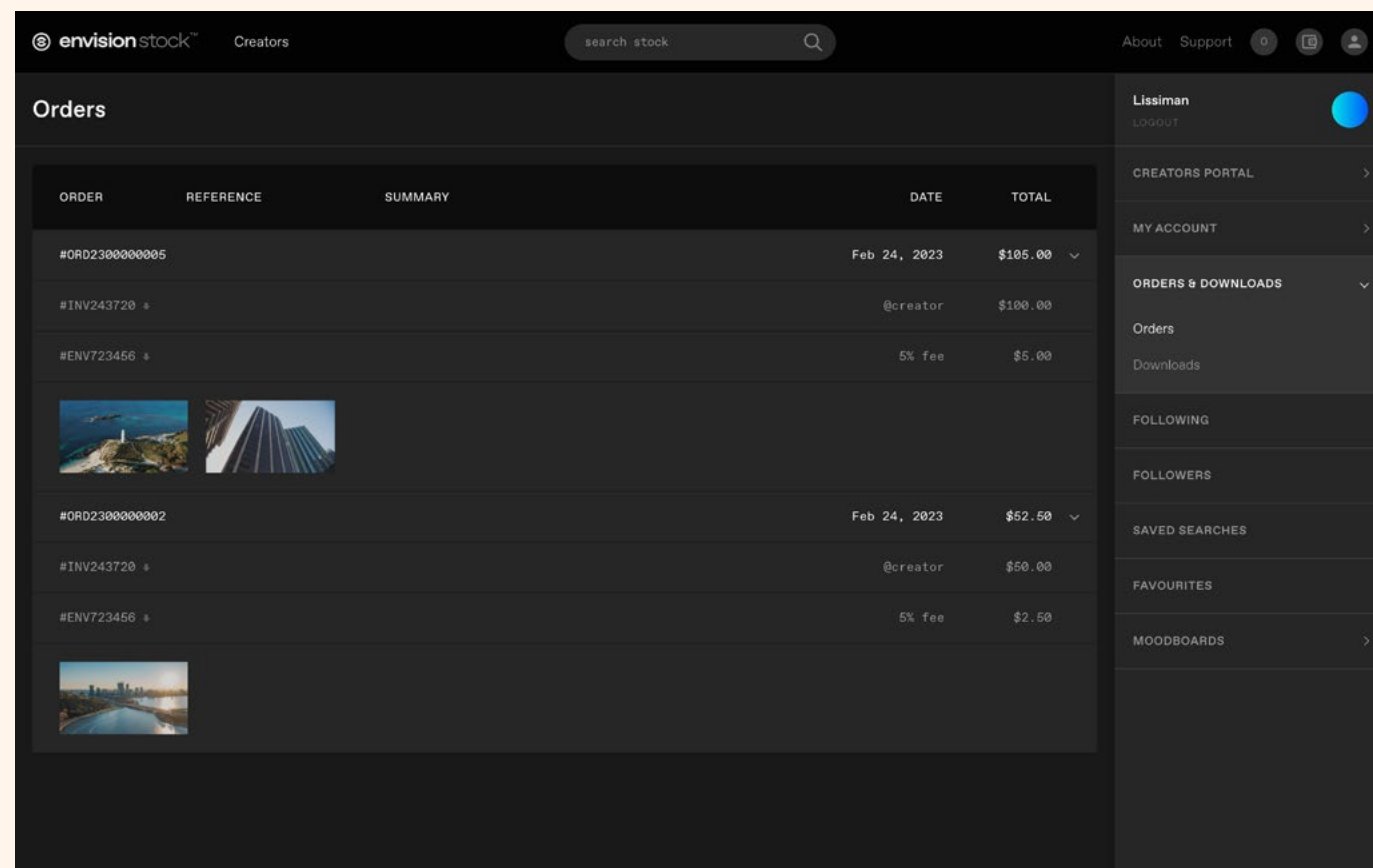 envision stock™ Creators search stock About Support 0
Orders
ORDER REFERENCE SUMMARY DATE TOTAL
#ORD2300000005 Feb 24, 2023 $105.00
#INV243720 @creator $100.00
#ENV723456 5% fee $5.00
#ORD2300000002 Feb 24, 2023 $52.50
#INV243720 @creator $50.00
#ENV723456 5% fee $2.50
Lissiman
LOGOUT
CREATORS PORTAL
MY ACCOUNT
ORDERS & DOWNLOADS
Orders
Downloads
FOLLOWING
FOLLOWERS
SAVED SEARCHES
FAVOURITES
MOODBOARDS